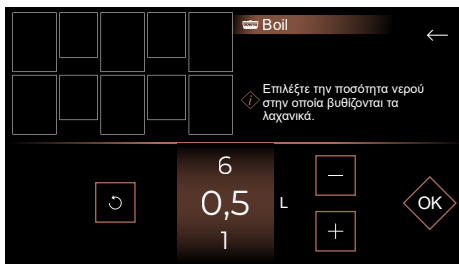 Boil
Επιλέξτε την ποσότητα νερού
στην οποία βυθίζονται τα
λαχανικά.
6
0,5 L
1
OK